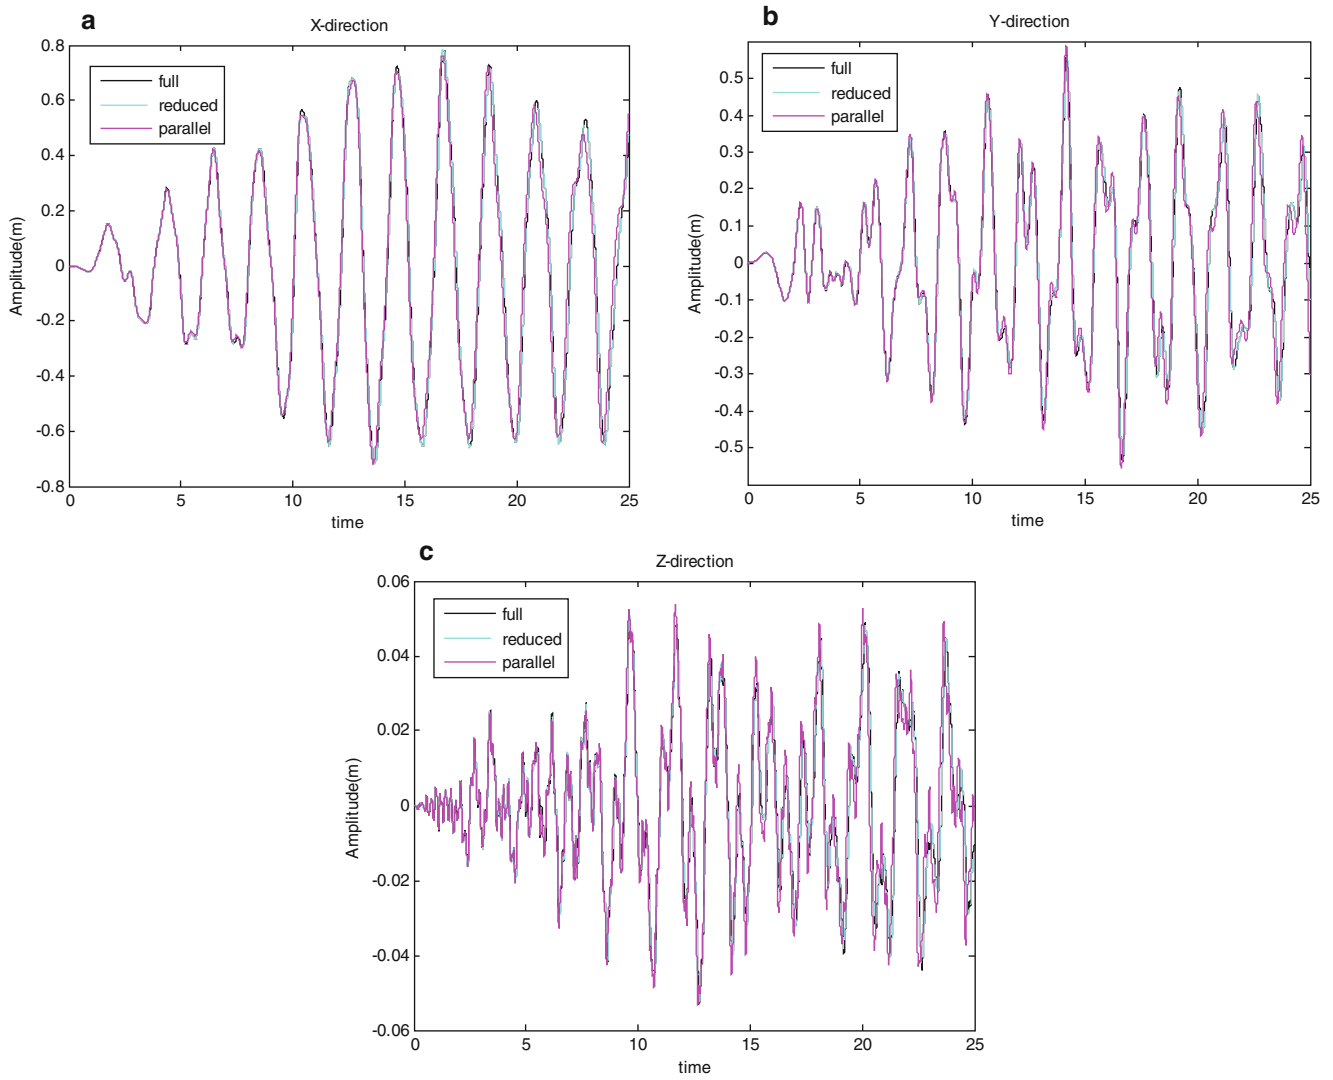 a
X-direction
0.8
0.6
0.4
0.2
0
-0.2
-0.4
-0.6
-0.8
Amplitude(m)
full
reduced
parallel
0 5 10 15 20 25
time
b
Y-direction
0.5
0.4
0.3
0.2
0.1
0
-0.1
-0.2
-0.3
-0.4
-0.5
Amplitude(m)
full
reduced
parallel
0 5 10 15 20 25
time
c
Z-direction
0.06
0.04
0.02
0
-0.02
-0.04
-0.06
Amplitude(m)
full
reduced
parallel
0 5 10 15 20 25
time